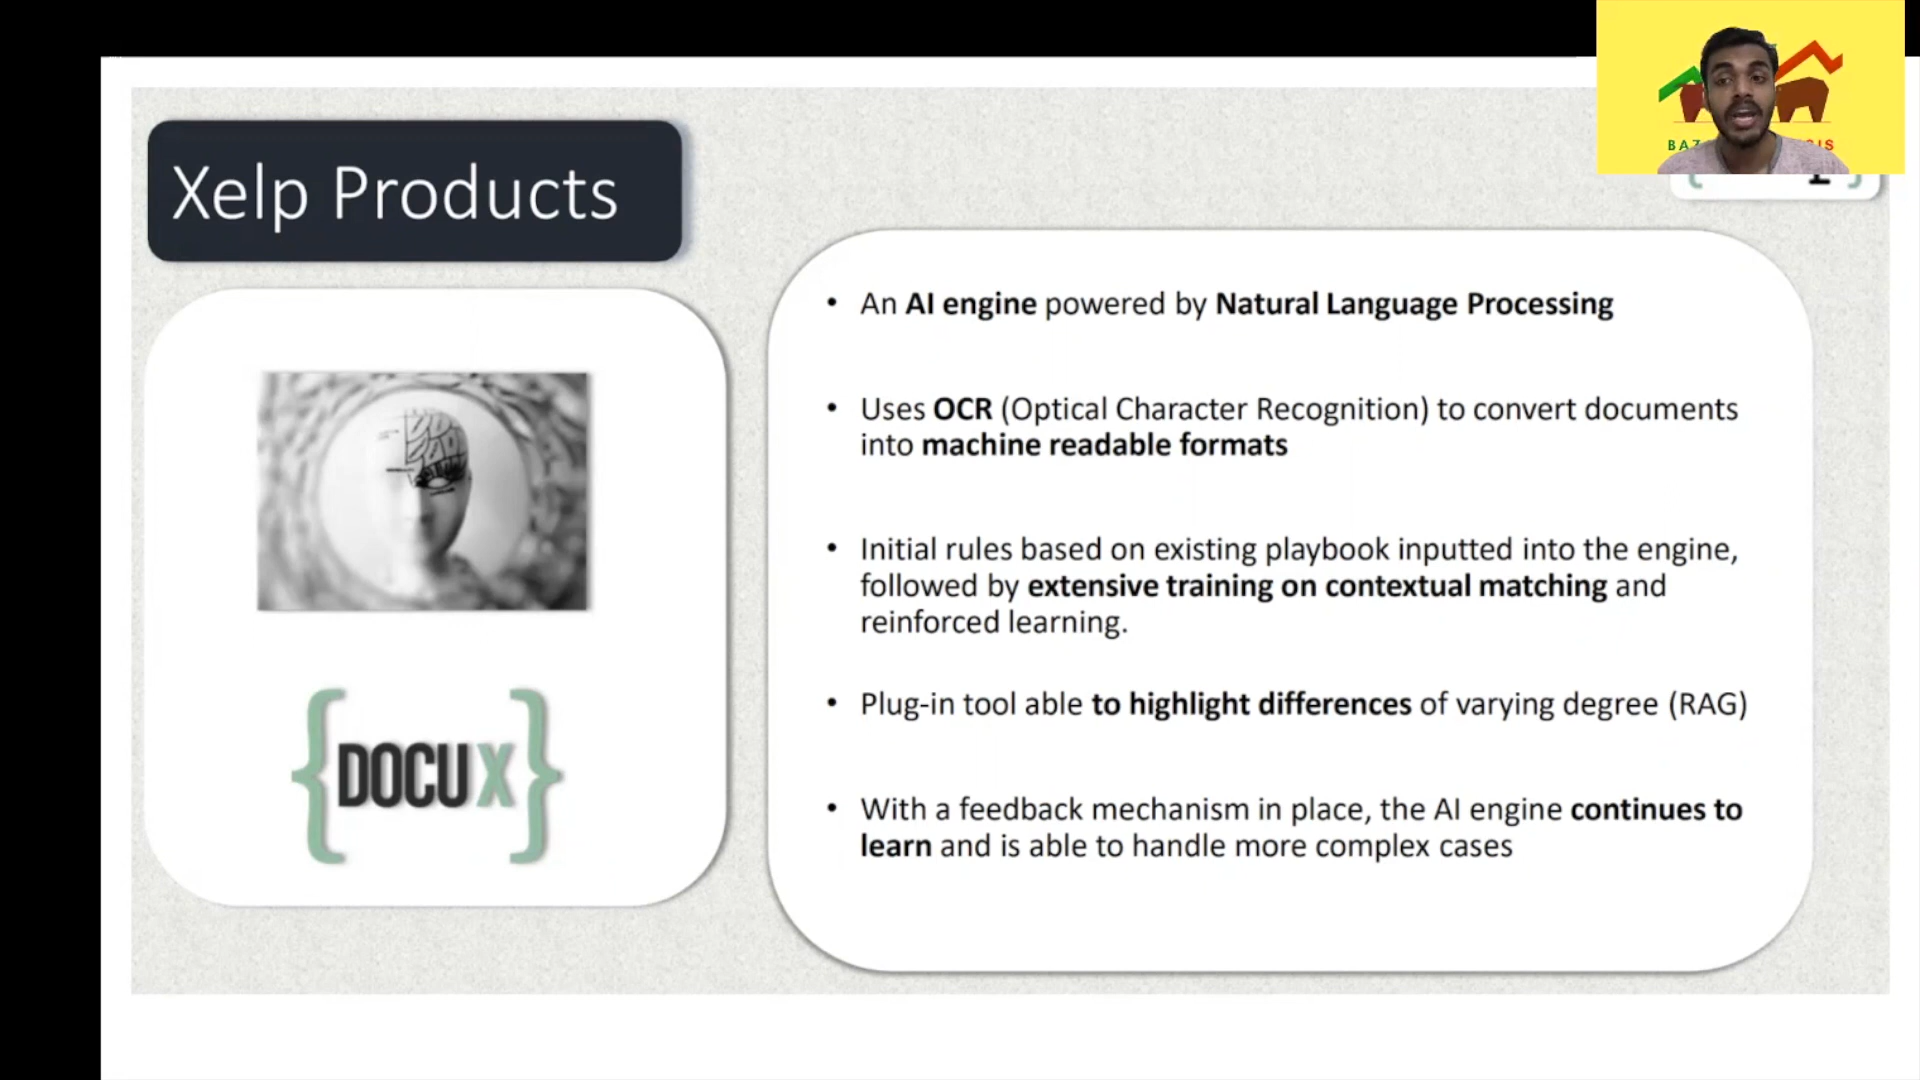 Xelp Products
• An AI engine powered by Natural Language Processing
• Uses OCR (Optical Character Recognition) to convert documents
into machine readable formats
• Initial rules based on existing playbook inputted into the engine,
followed by extensive training on contextual matching and
reinforced learning.
• Plug-in tool able to highlight differences of varying degree (RAG)
• With a feedback mechanism in place, the AI engine continues to
learn and is able to handle more complex cases
{DOCUX}